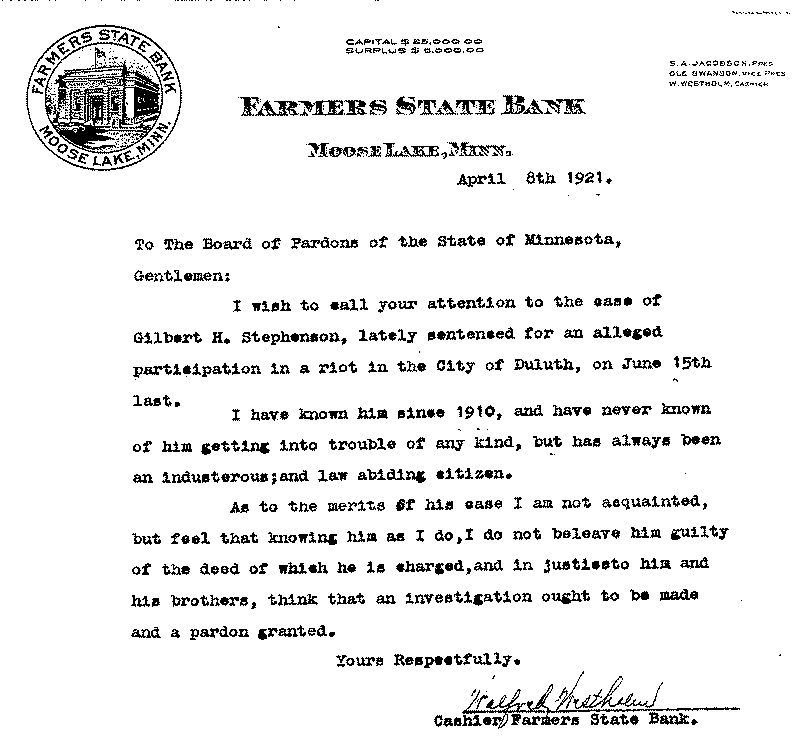 FARMERS STATE BANK
MOOSE LAKE, MINN.
CAPITAL $ 25,000.00
SURPLUS $ 6,000.00
S. A. JACOBSON, PRES
OLE SWANSON, VICE PRES
W. WESTHOLM, CASHIER
FARMERS STATE BANK
MOOSE LAKE, MINN.
April 8th 1921.
To The Board of Pardons of the State of Minnesota,
Gentlemen:
I wish to call your attention to the case of
Gilbert H. Stephenson, lately sentensed for an alleged
participation in a riot in the City of Duluth, on June 15th
last.
I have known him since 1910, and have never known
of him getting into trouble of any kind, but has always been
an industerous;and law abiding citizen.
As to the merits of his case I am not acquainted,
but feel that knowing him as I do,I do not beleave him guilty
of the deed of which he is charged,and in justiesto him and
his brothers, think that an investigation ought to be made
and a pardon granted.
Yours Respectfully.
Walfred Westholm
Cashier Farmers State Bank.